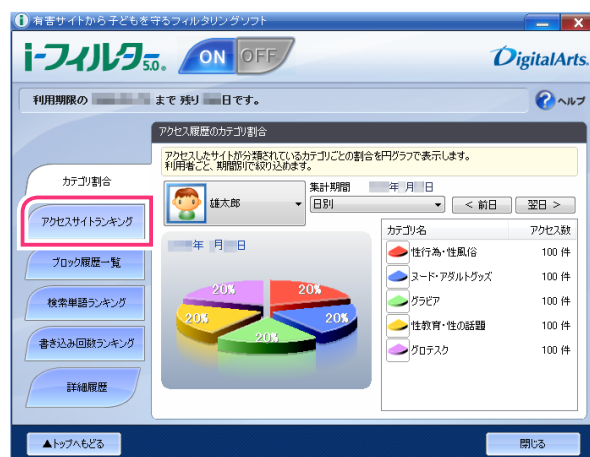 有害サイトから子どもを守るフィルタリングソフト
i-フィルター5.0. ON OFF DigitalArts.
利用期限の まで 残り 日です。 ? ヘルプ
アクセス履歴のカテゴリ割合
アクセスしたサイトが分類されているカテゴリごとの割合を円グラフで表示します。
利用者ごと、期間別で絞り込めます。
カテゴリ割合
アクセスサイトランキング
ブロック履歴一覧
検索単語ランキング
書き込み回数ランキング
詳細履歴
雄太郎
集計期間 年 月 日
日別 < 前日 翌日 >
年 月 日
20% 20%
20% 20%
20%
カテゴリ名 アクセス数
性行為・性風俗 100 件
ヌード・アダルトグッズ 100 件
グラビア 100 件
性教育・性の話題 100 件
グロテスク 100 件
▲トップへもどる 閉じる